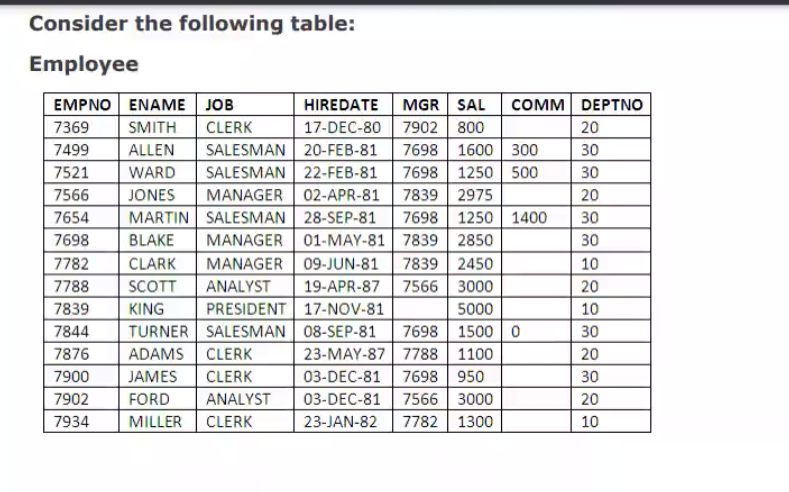 Consider the following table:
Employee
EMPNO ENAME JOB HIREDATE MGR SAL COMM DEPTNO
7369 SMITH CLERK 17-DEC-80 7902 800 20
7499 ALLEN SALESMAN 20-FEB-81 7698 1600 300 30
7521 WARD SALESMAN 22-FEB-81 7698 1250 500 30
7566 JONES MANAGER 02-APR-81 7839 2975 20
7654 MARTIN SALESMAN 28-SEP-81 7698 1250 1400 30
7698 BLAKE MANAGER 01-MAY-81 7839 2850 30
7782 CLARK MANAGER 09-JUN-81 7839 2450 10
7788 SCOTT ANALYST 19-APR-87 7566 3000 20
7839 KING PRESIDENT 17-NOV-81 5000 10
7844 TURNER SALESMAN 08-SEP-81 7698 1500 0 30
7876 ADAMS CLERK 23-MAY-87 7788 1100 20
7900 JAMES CLERK 03-DEC-81 7698 950 30
7902 FORD ANALYST 03-DEC-81 7566 3000 20
7934 MILLER CLERK 23-JAN-82 7782 1300 10